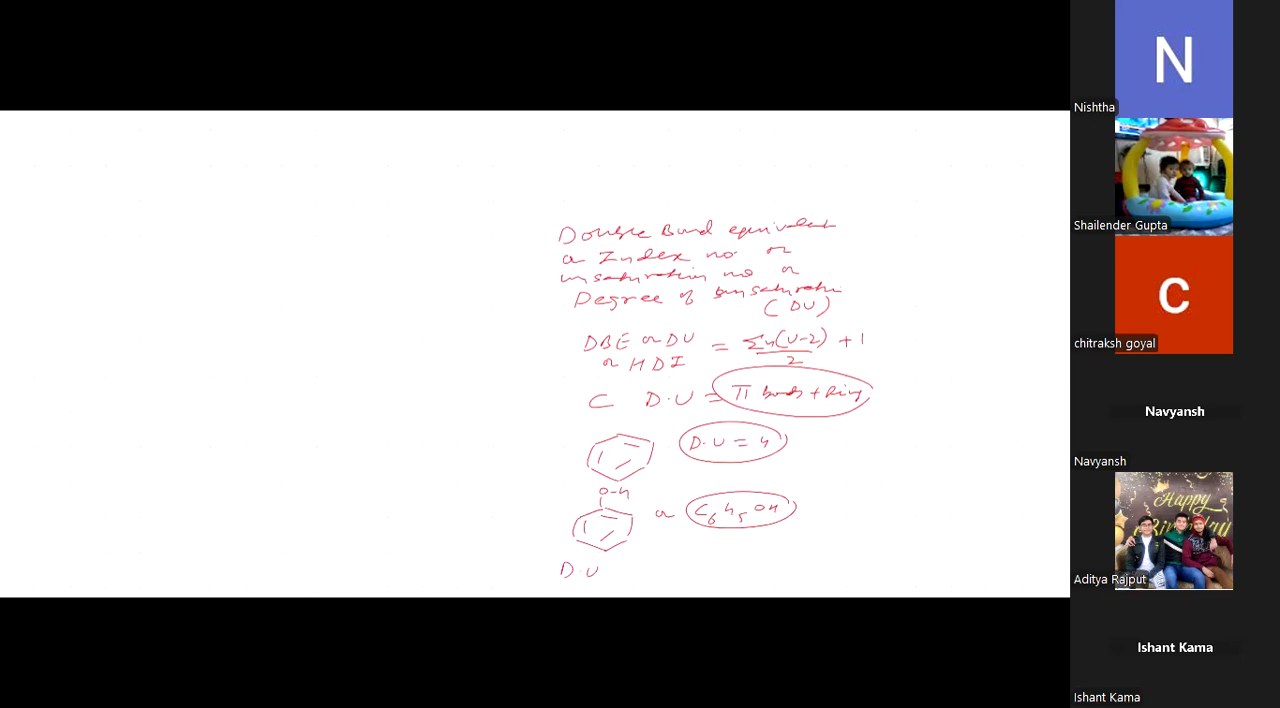 Double Bond equivalent
or Index no or
unsaturation no or
Degree of unsaturation
(DU)
DBE or DU or HDI = Σn(v-2)/2 + 1
C D.U = π bonds + Ring
D.U = 4
O-H
or C6H5OH
D.U
N
Nishtha
Shailender Gupta
C
chitraksh goyal
Navyansh
Navyansh
Happy
Birthday
Aditya Rajput
Ishant Kama
Ishant Kama